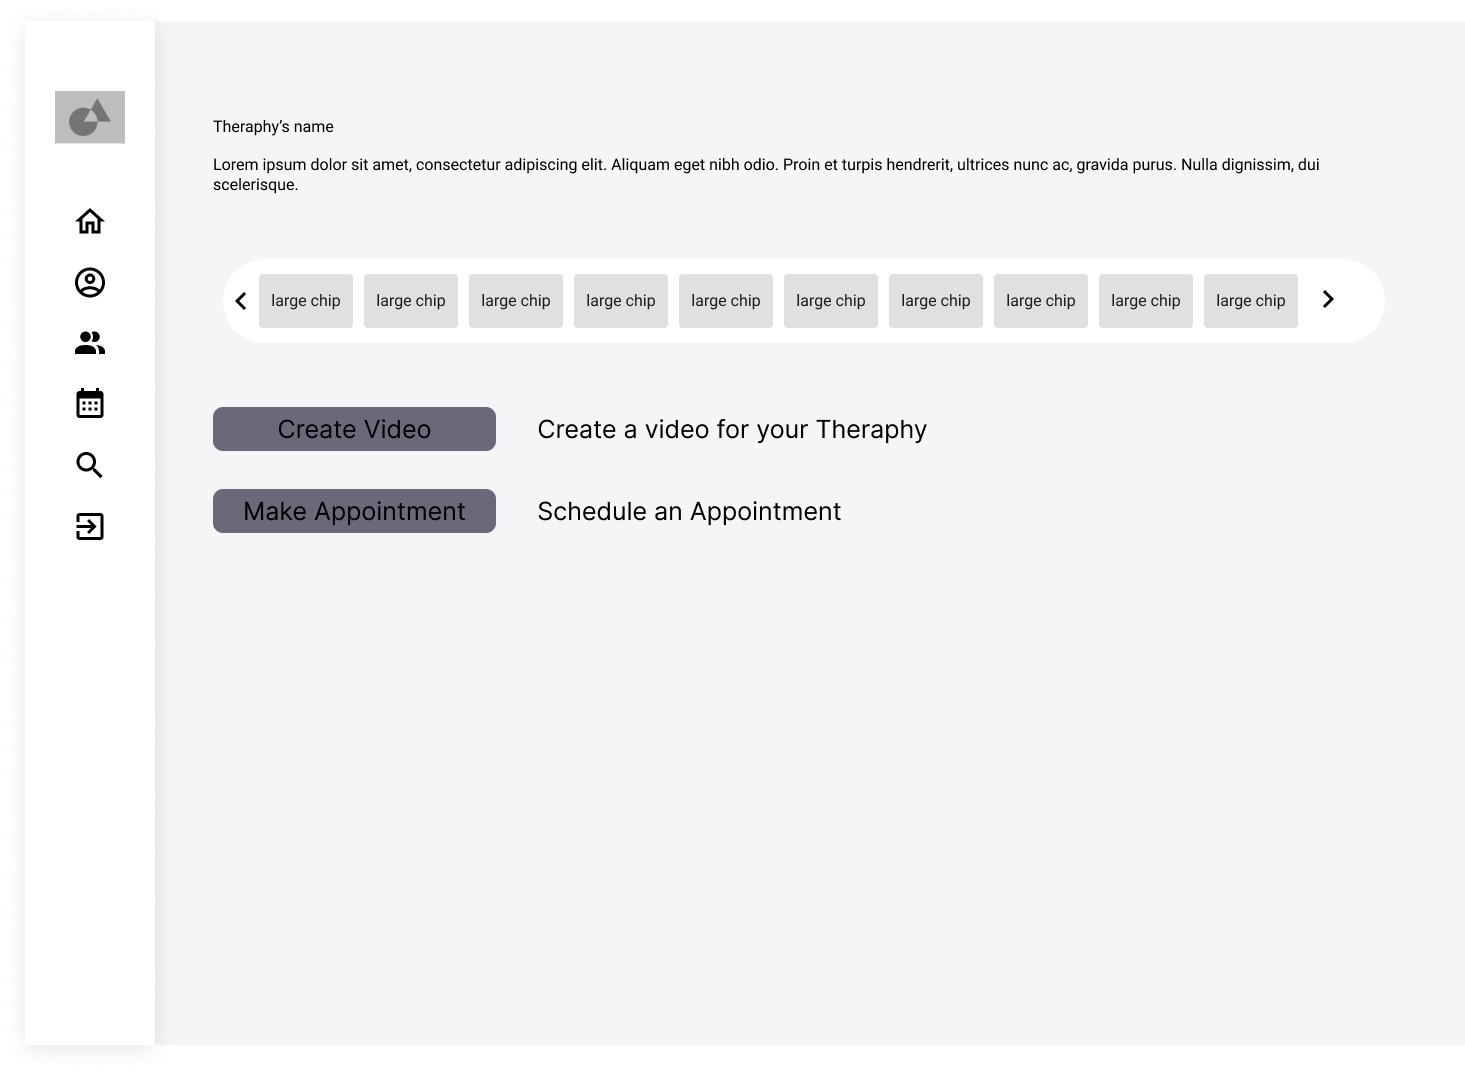 Theraphy's name
Lorem ipsum dolor sit amet, consectetur adipiscing elit. Aliquam eget nibh odio. Proin et turpis hendrerit, ultrices nunc ac, gravida purus. Nulla dignissim, dui
scelerisque.
large chip large chip large chip large chip large chip large chip large chip large chip large chip large chip
Create Video Create a video for your Theraphy
Make Appointment Schedule an Appointment